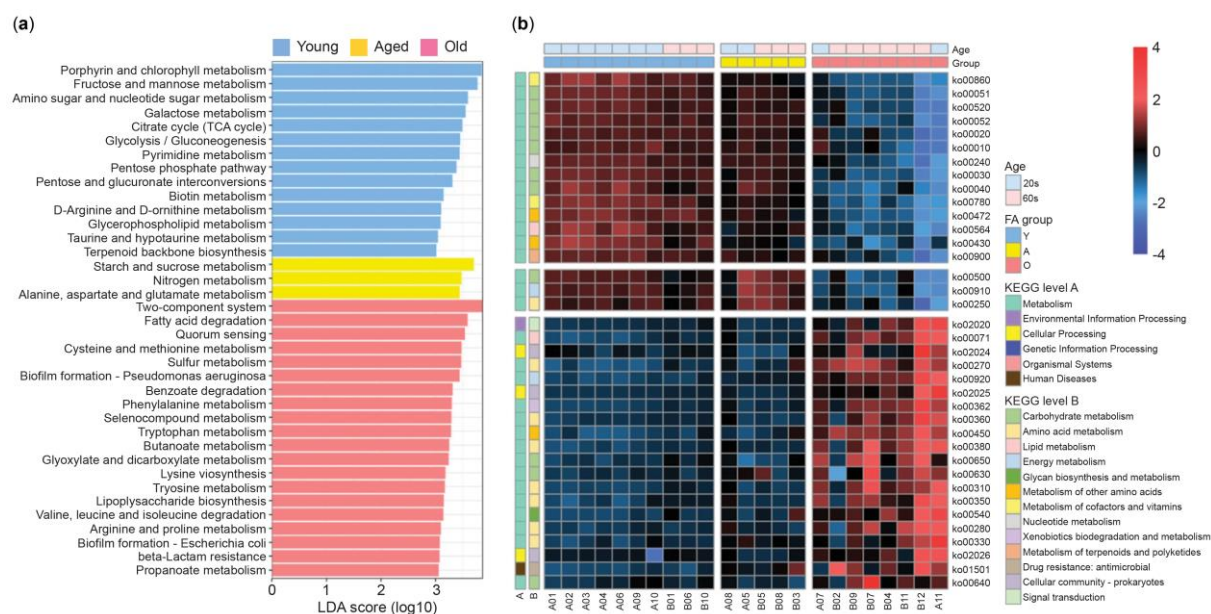 (a)
Young Aged Old
Porphyrin and chlorophyll metabolism
Fructose and mannose metabolism
Amino sugar and nucleotide sugar metabolism
Galactose metabolism
Citrate cycle (TCA cycle)
Glycolysis / Gluconeogenesis
Pyrimidine metabolism
Pentose phosphate pathway
Pentose and glucuronate interconversions
Biotin metabolism
D-Arginine and D-ornithine metabolism
Glycerophospholipid metabolism
Taurine and hypotaurine metabolism
Terpenoid backbone biosynthesis
Starch and sucrose metabolism
Nitrogen metabolism
Alanine, aspartate and glutamate metabolism
Two-component system
Fatty acid degradation
Quorum sensing
Cysteine and methionine metabolism
Sulfur metabolism
Biofilm formation - Pseudomonas aeruginosa
Benzoate degradation
Phenylalanine metabolism
Selenocompound metabolism
Tryptophan metabolism
Butanoate metabolism
Glyoxylate and dicarboxylate metabolism
Lysine viosynthesis
Tryosine metabolism
Lipoplysaccharide biosynthesis
Valine, leucine and isoleucine degradation
Arginine and proline metabolism
Biofilm formation - Escherichia coli
beta-Lactam resistance
Propanoate metabolism
0 1 2 3
LDA score (log10)
(b)
Age
Group
ko00860
ko00051
ko00520
ko00052
ko00020
ko00010
ko00240
ko00030
ko00040
ko00780
ko00472
ko00564
ko00430
ko00900
ko00500
ko00910
ko00250
ko02020
ko00071
ko02024
ko00270
ko00920
ko02025
ko00362
ko00360
ko00450
ko00380
ko00650
ko00630
ko00310
ko00350
ko00540
ko00280
ko00330
ko02026
ko01501
ko00640
A B A01 A02 A03 A04 A06 A09 A10 B01 B06 B10 A08 A05 B05 B08 B03 A07 B02 B09 B07 B04 B11 B12 A11
4
2
0
-2
-4
Age
20s
60s
FA group
Y
A
O
KEGG level A
Metabolism
Environmental Information Processing
Cellular Processing
Genetic Information Processing
Organismal Systems
Human Diseases
KEGG level B
Carbohydrate metabolism
Amino acid metabolism
Lipid metabolism
Energy metabolism
Glycan biosynthesis and metabolism
Metabolism of other amino acids
Metabolism of cofactors and vitamins
Nucleotide metabolism
Xenobiotics biodegradation and metabolism
Metabolism of terpenoids and polyketides
Drug resistance: antimicrobial
Cellular community - prokaryotes
Signal transduction